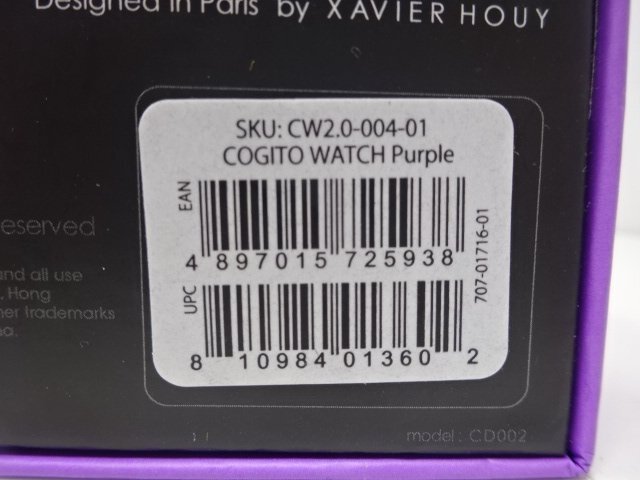 Designed in Paris by XAVIER HOUY
SKU: CW2.0-004-01
COGITO WATCH Purple
EAN
4 897015 725938
UPC
8 10984 01360 2
707-01716-01
reserved
and all use
, Hong
her trademarks
model: CD002